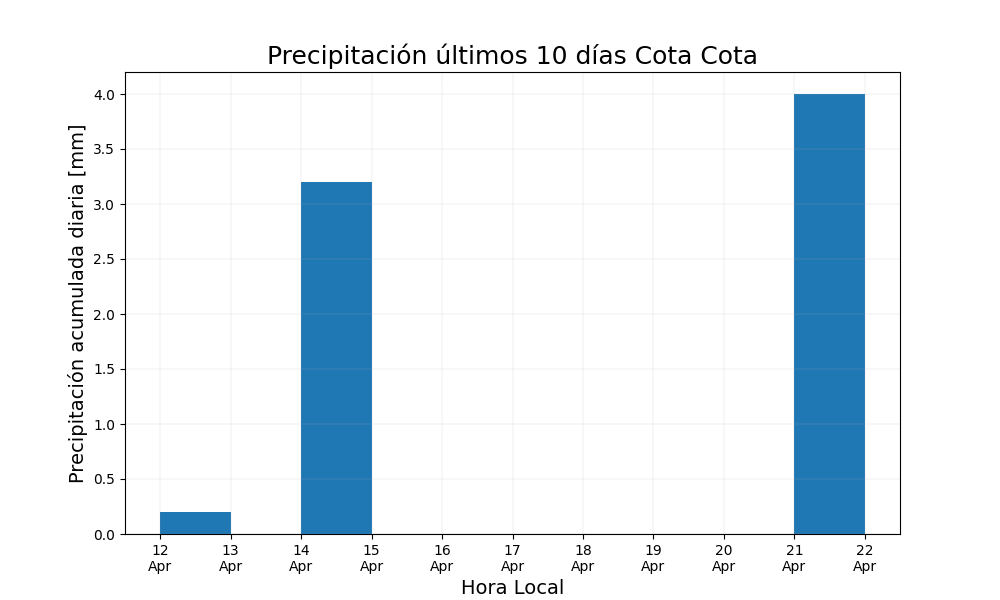 Precipitación últimos 10 días Cota Cota
Precipitación acumulada diaria [mm]
4.0
3.5
3.0
2.5
2.0
1.5
1.0
0.5
0.0
12 13 14 15 16 17 18 19 20 21 22
Apr Apr Apr Apr Apr Apr Apr Apr Apr Apr Apr
Hora Local